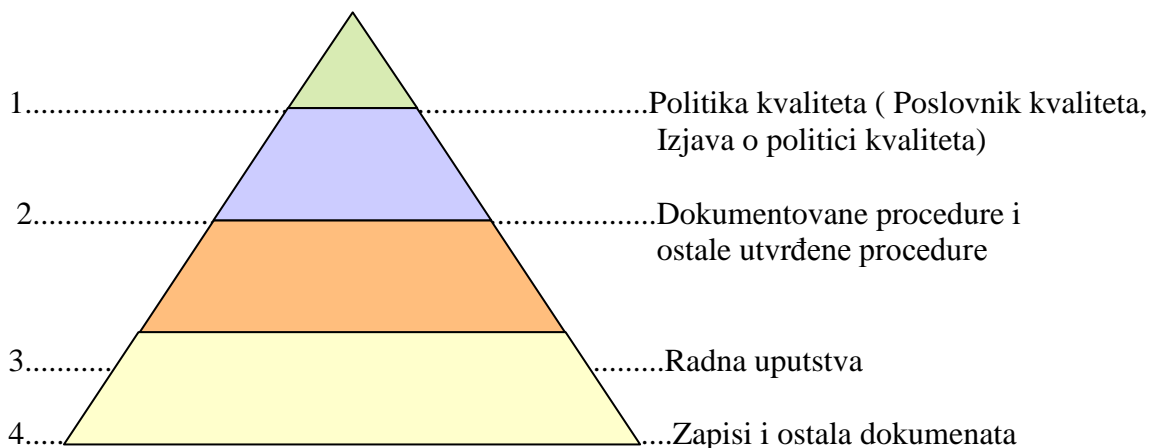 1..................................................................................Politika kvaliteta ( Poslovnik kvaliteta,
Izjava o politici kvaliteta)
2............................................Dokumentovane procedure i
ostale utvrđene procedure
3.....................Radna uputstva
4.........Zapisi i ostala dokumenata